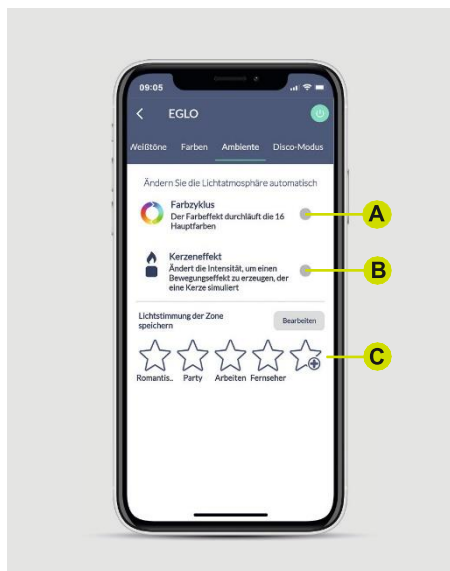 09:05
EGLO
Weißtöne Farben Ambiente Disco-Modus
Ändern Sie die Lichtatmosphäre automatisch
Farbzyklus
Der Farbeffekt durchläuft die 16
Hauptfarben
A
Kerzeneffekt
Ändert die Intensität, um einen
Bewegungseffekt zu erzeugen, der
eine Kerze simuliert
B
Lichtstimmung der Zone
speichern
Bearbeiten
C
Romantis.. Party Arbeiten Fernseher